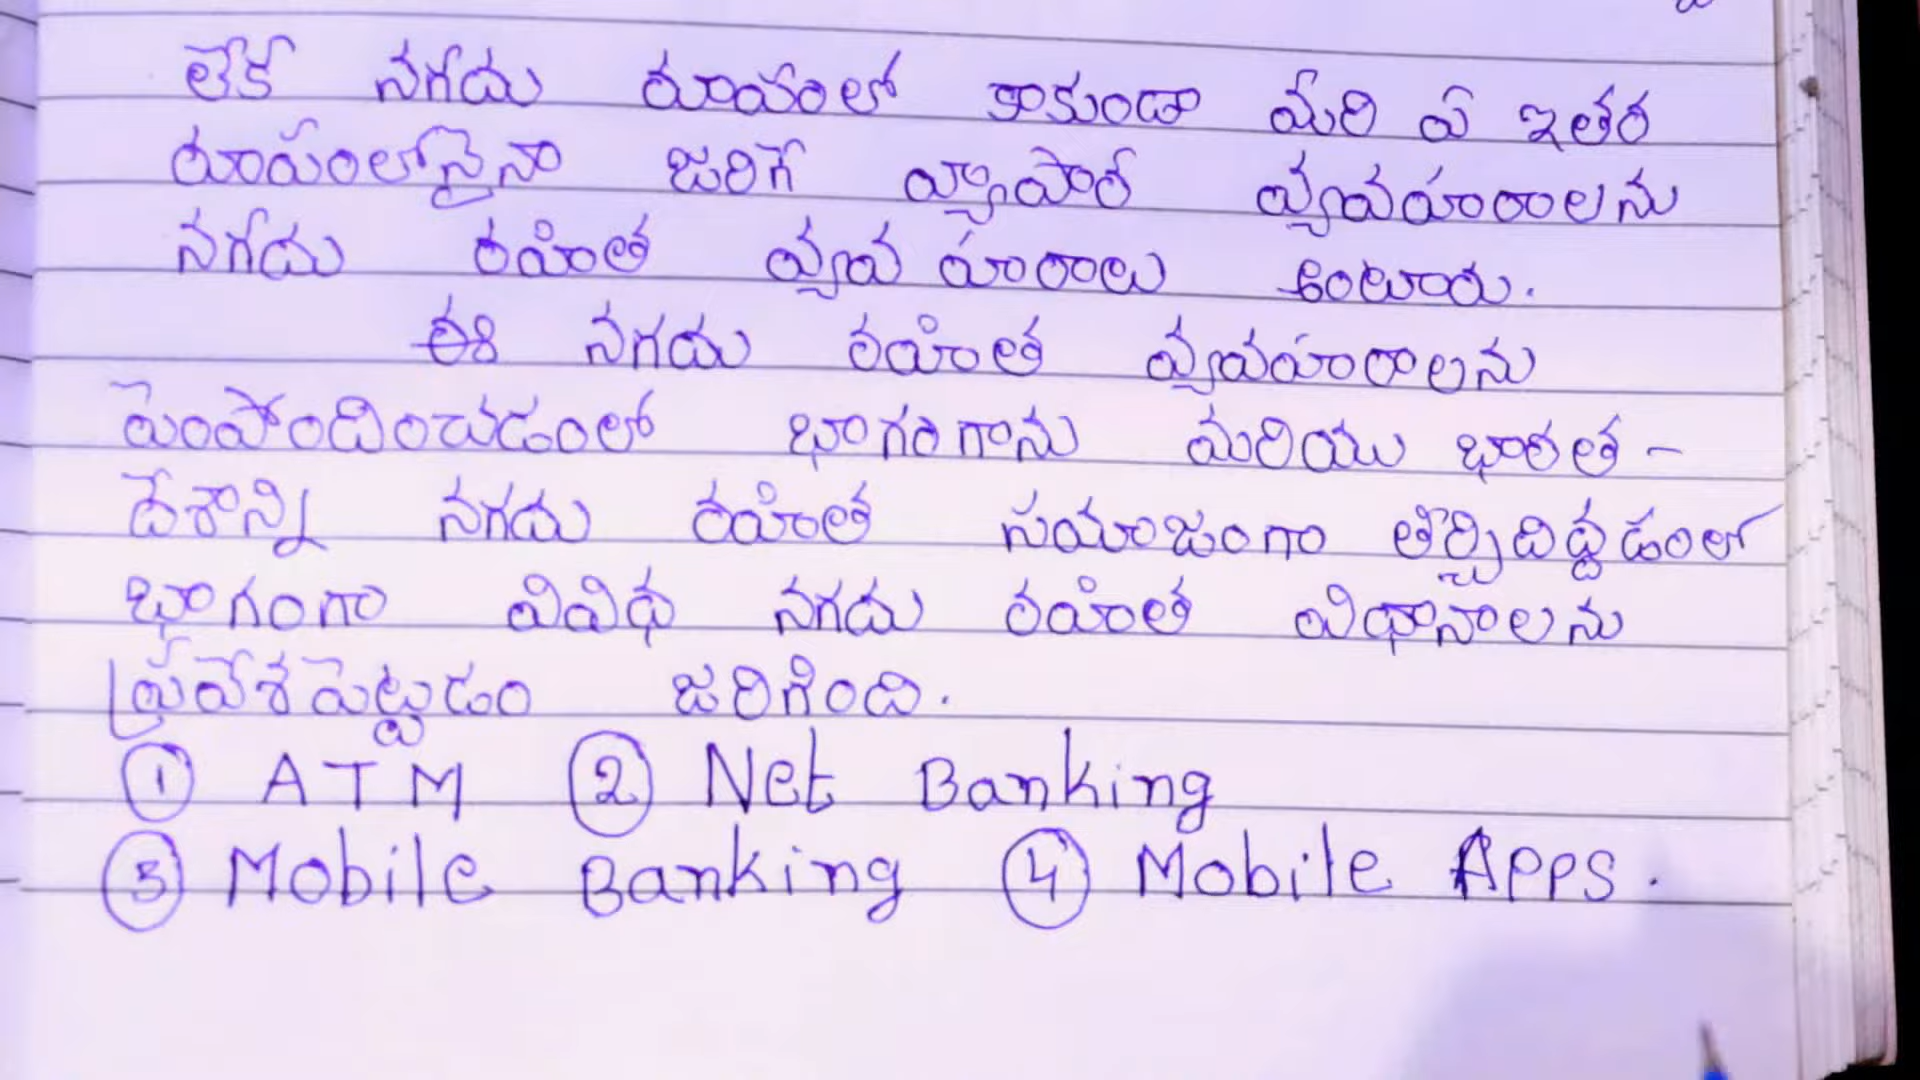 లేక నగదు రూపంలో కాకుండా మరి ఏ ఇతర
రూపంలోనైనా జరిగే వ్యాపార వ్యవహారాలను
నగదు రహిత వ్యవ హారాలు అంటారు.
ఈ నగదు రహిత వ్యవహారాలను
పెంపోందించడంలో భాగంగాను మరియు భారత -
దేశాన్ని నగదు రహిత సమాజంగా తీర్చిదిద్దడంలో
భాగంగా వివిధ నగదు రహిత విధానాలను
ప్రవేశపెట్టడం జరిగింది.
① ATM ② Net Banking
③ Mobile Banking ④ Mobile Apps.